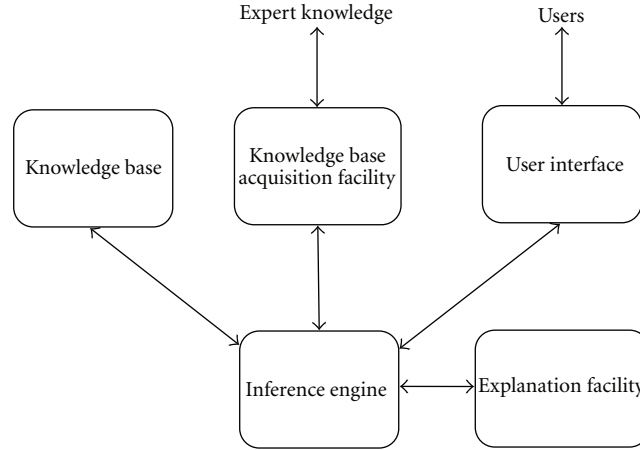 Expert knowledge
Users
Knowledge base
Knowledge base
acquisition facility
User interface
Inference engine
Explanation facility